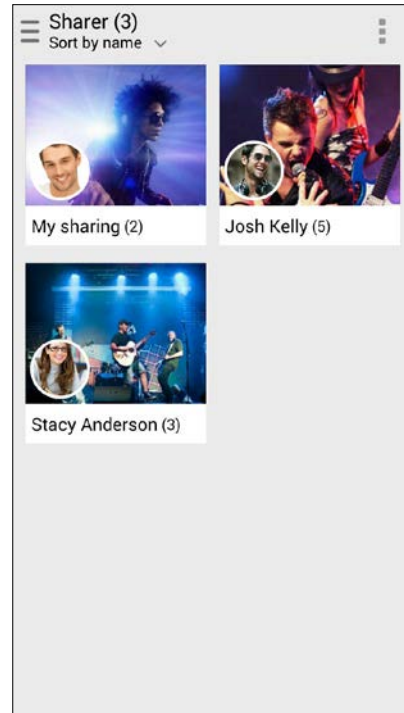 Sharer (3)
Sort by name
My sharing (2)
Josh Kelly (5)
Stacy Anderson (3)